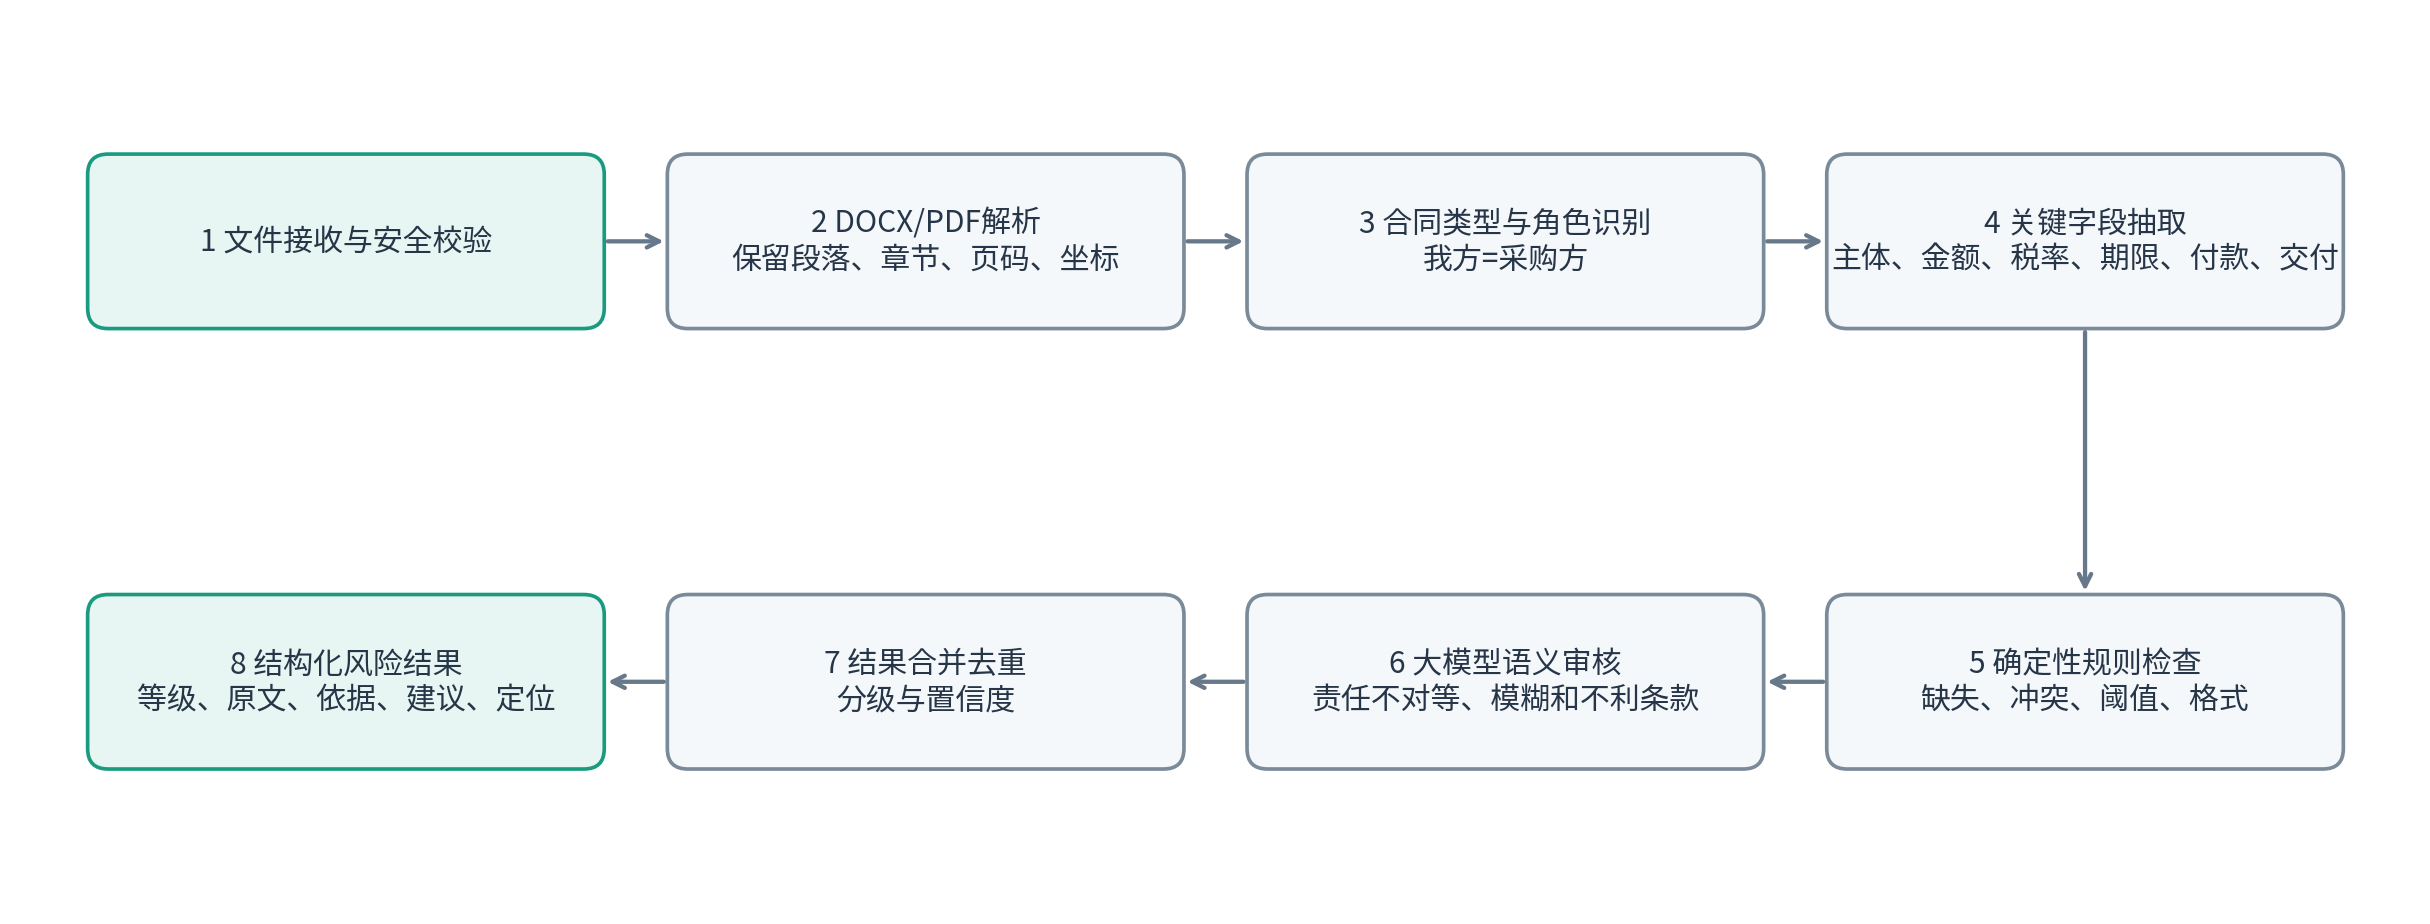 1 文件接收与安全校验
2 DOCX/PDF解析
保留段落、章节、页码、坐标
3 合同类型与角色识别
我方=采购方
4 关键字段抽取
主体、金额、税率、期限、付款、交付
5 确定性规则检查
缺失、冲突、阈值、格式
6 大模型语义审核
责任不对等、模糊和不利条款
7 结果合并去重
分级与置信度
8 结构化风险结果
等级、原文、依据、建议、定位